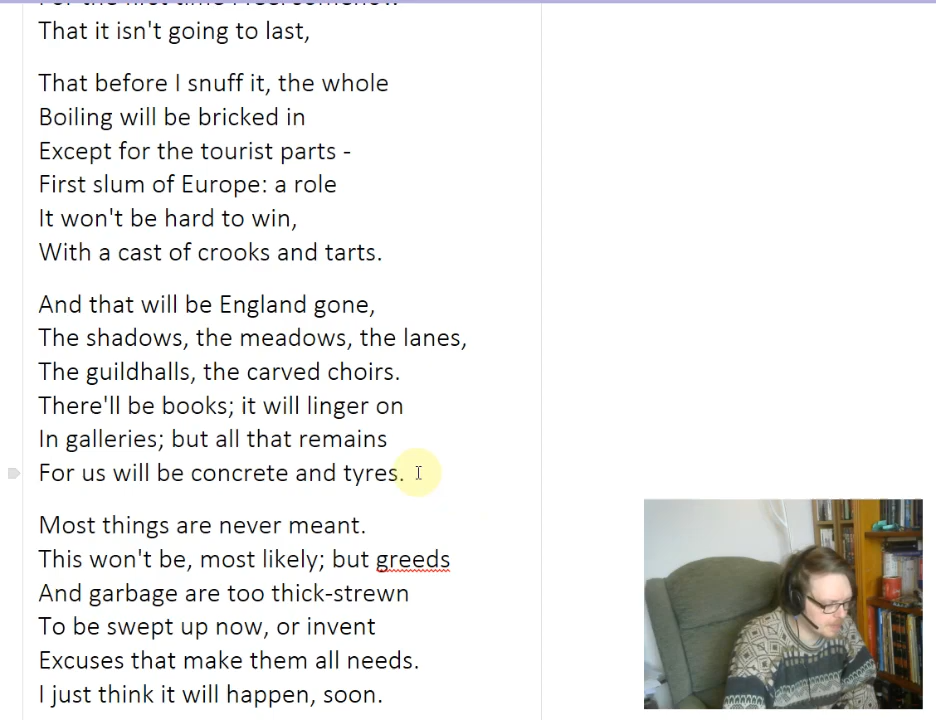 That it isn't going to last,
That before I snuff it, the whole
Boiling will be bricked in
Except for the tourist parts -
First slum of Europe: a role
It won't be hard to win,
With a cast of crooks and tarts.
And that will be England gone,
The shadows, the meadows, the lanes,
The guildhalls, the carved choirs.
There'll be books; it will linger on
In galleries; but all that remains
For us will be concrete and tyres.
Most things are never meant.
This won't be, most likely; but greeds
And garbage are too thick-strewn
To be swept up now, or invent
Excuses that make them all needs.
I just think it will happen, soon.